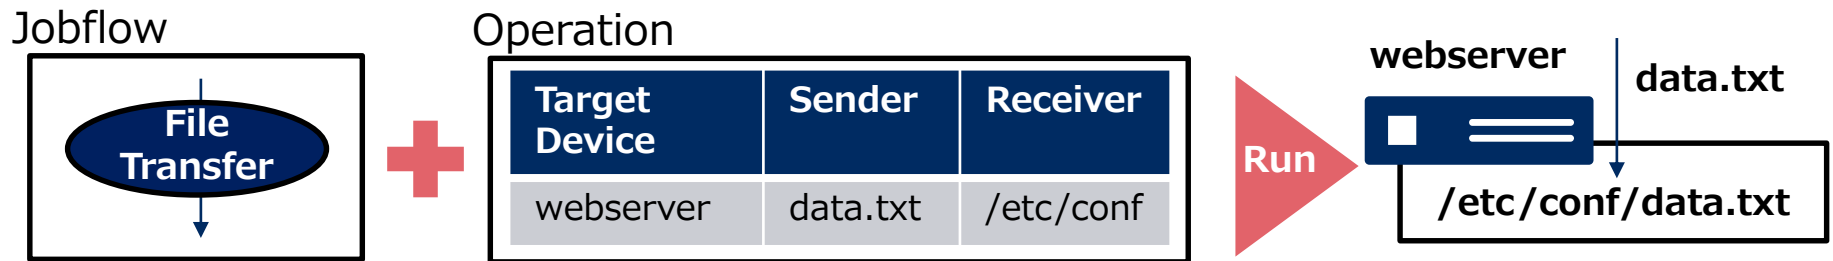 Jobflow
File
Transfer
Operation
Target
Device
Sender
Receiver
webserver
data.txt
/etc/conf
Run
webserver
data.txt
/etc/conf/data.txt